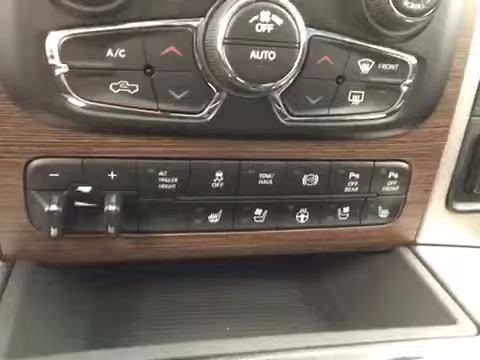 OFF
A/C
AUTO
FRONT
−
+
ALT
TRAILER
HEIGHT
OFF
TOW/
HAUL
P
OFF
REAR
P
OFF
FRONT